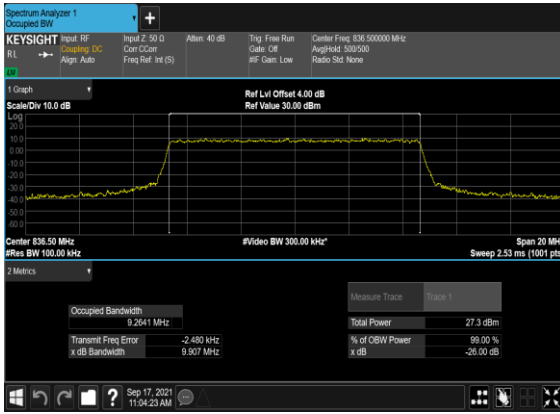 Spectrum Analyzer 1
Occupied BW
+
KEYSIGHT
RL
Input: RF
Coupling: DC
Align: Auto
Input Z: 50 Ω
Corr CCorr
Freq Ref: Int (S)
Atten: 40 dB
Trig: Free Run
Gate: Off
#IF Gain: Low
Center Freq: 836.500000 MHz
Avg|Hold: 500/500
Radio Std: None
1 Graph
Scale/Div 10.0 dB
Ref Lvl Offset 4.00 dB
Ref Value 30.00 dBm
Log
20.0
10.0
0.00
-10.0
-20.0
-30.0
-40.0
-50.0
-60.0
Center 836.50 MHz
#Res BW 100.00 kHz
#Video BW 300.00 kHz*
Span 20 MH
Sweep 2.53 ms (1001 pts
2 Metrics
Occupied Bandwidth
9.2641 MHz
Transmit Freq Error -2.480 kHz
x dB Bandwidth 9.907 MHz
Measure Trace Trace 1
Total Power 27.3 dBm
% of OBW Power 99.00 %
x dB -26.00 dB
?
Sep 17, 2021
11:04:23 AM